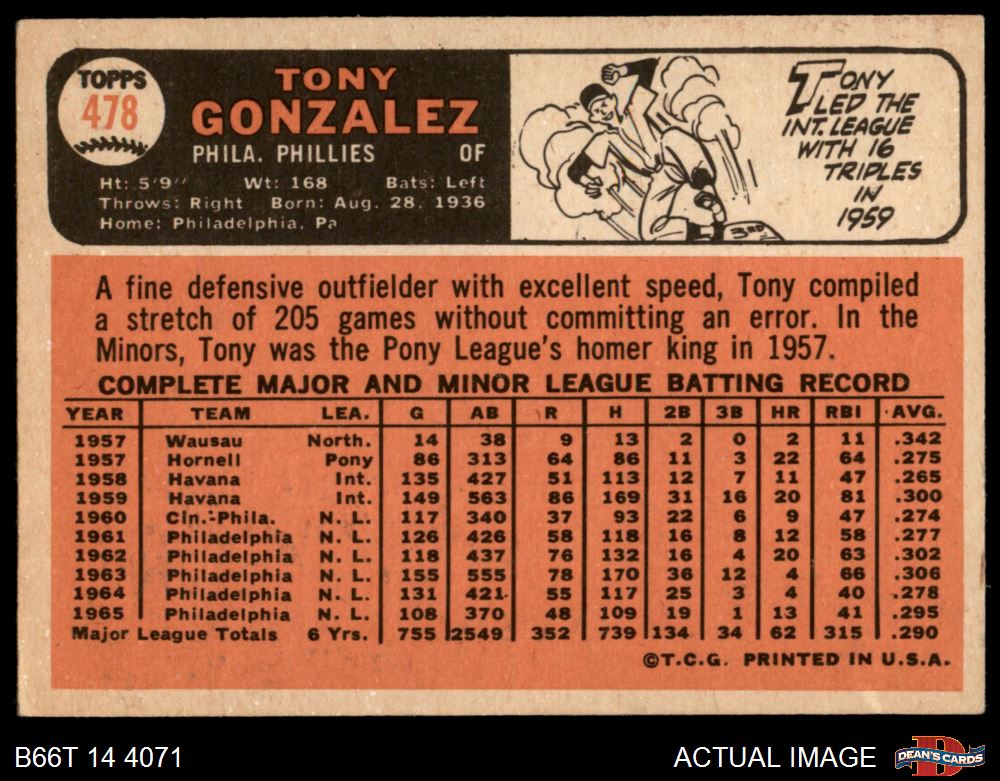 TOPPS
478
TONY
GONZALEZ
PHILA. PHILLIES OF
Ht: 5'9" Wt: 168 Bats: Left
Throws: Right Born: Aug. 28, 1936
Home: Philadelphia, Pa
TONY
LED THE
INT. LEAGUE
WITH 16
TRIPLES
IN
1959
3RD
A fine defensive outfielder with excellent speed, Tony compiled
a stretch of 205 games without committing an error. In the
Minors, Tony was the Pony League's homer king in 1957.
COMPLETE MAJOR AND MINOR LEAGUE BATTING RECORD
YEAR TEAM LEA. G AB R H 2B 3B HR RBI AVG.
1957 Wausau North. 14 38 9 13 2 0 2 11 .342
1957 Hornell Pony 86 313 64 86 11 3 22 64 .275
1958 Havana Int. 135 427 51 113 12 7 11 47 .265
1959 Havana Int. 149 563 86 169 31 16 20 81 .300
1960 Cin.-Phila. N. L. 117 340 37 93 22 6 9 47 .274
1961 Philadelphia N. L. 126 426 58 118 16 8 12 58 .277
1962 Philadelphia N. L. 118 437 76 132 16 4 20 63 .302
1963 Philadelphia N. L. 155 555 78 170 36 12 4 66 .306
1964 Philadelphia N. L. 131 421 55 117 25 3 4 40 .278
1965 Philadelphia N. L. 108 370 48 109 19 1 13 41 .295
Major League Totals 6 Yrs. 755 2549 352 739 134 34 62 315 .290
©T.C.G. PRINTED IN U.S.A.
B66T 14 4071 ACTUAL IMAGE
D
DEAN'S CARDS